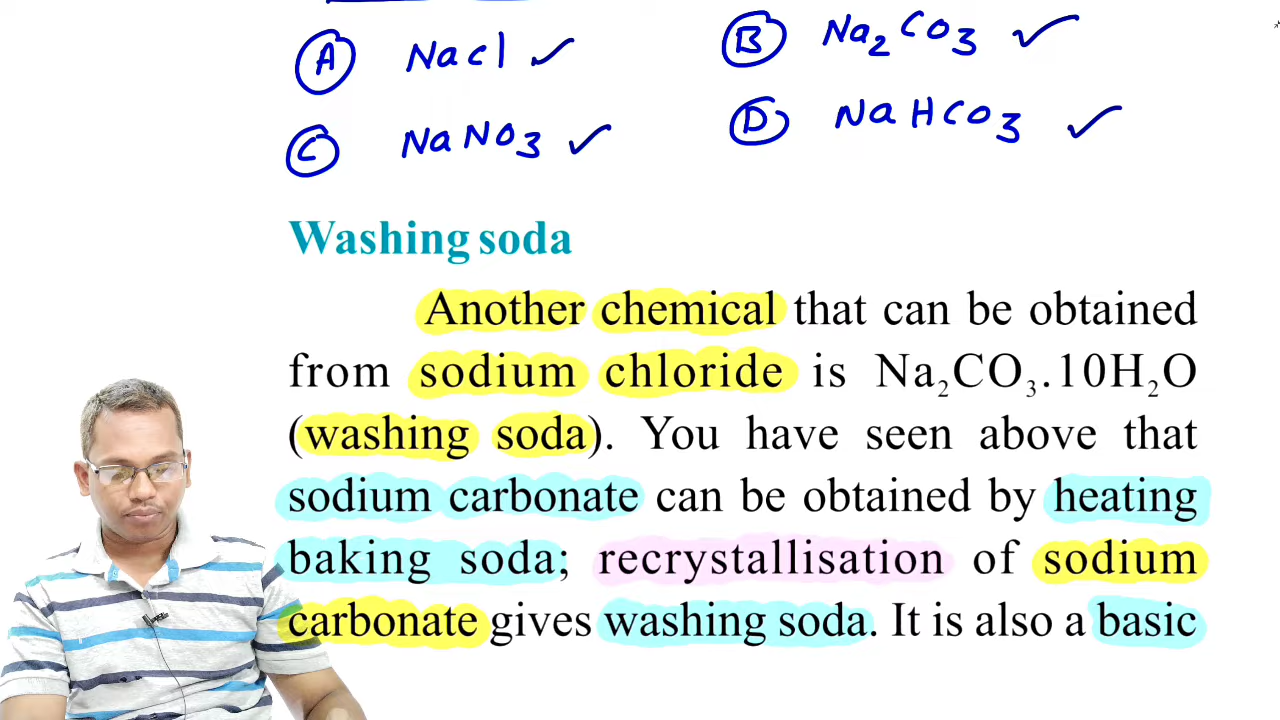 A NaCl ✓ B Na₂CO₃ ✓
C NaNO₃ ✓ D NaHCO₃ ✓
Washing soda
Another chemical that can be obtained
from sodium chloride is Na₂CO₃.10H₂O
(washing soda). You have seen above that
sodium carbonate can be obtained by heating
baking soda; recrystallisation of sodium
carbonate gives washing soda. It is also a basic